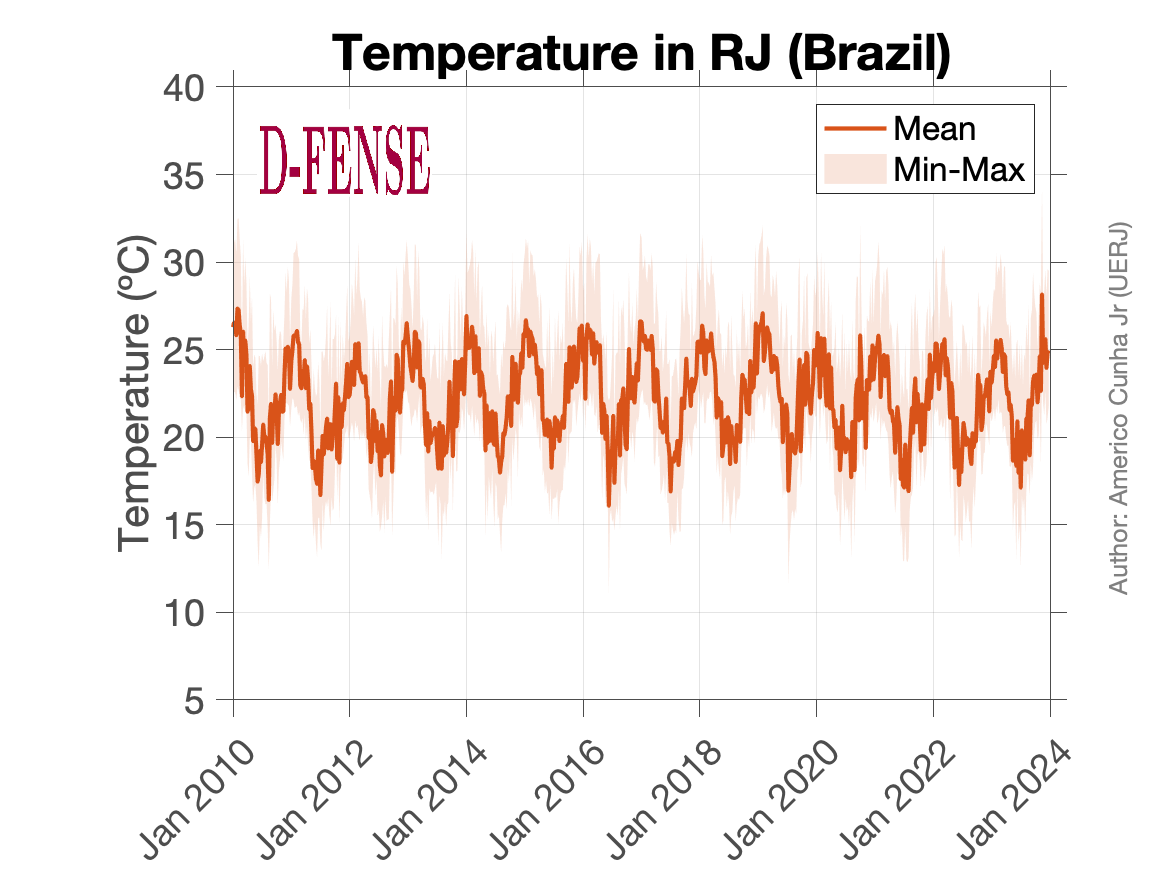 Temperature in RJ (Brazil)
D-FENSE
Mean
Min-Max
Temperature (ºC)
40
35
30
25
20
15
10
5
Jan 2010
Jan 2012
Jan 2014
Jan 2016
Jan 2018
Jan 2020
Jan 2022
Jan 2024
Author: Americo Cunha Jr (UERJ)